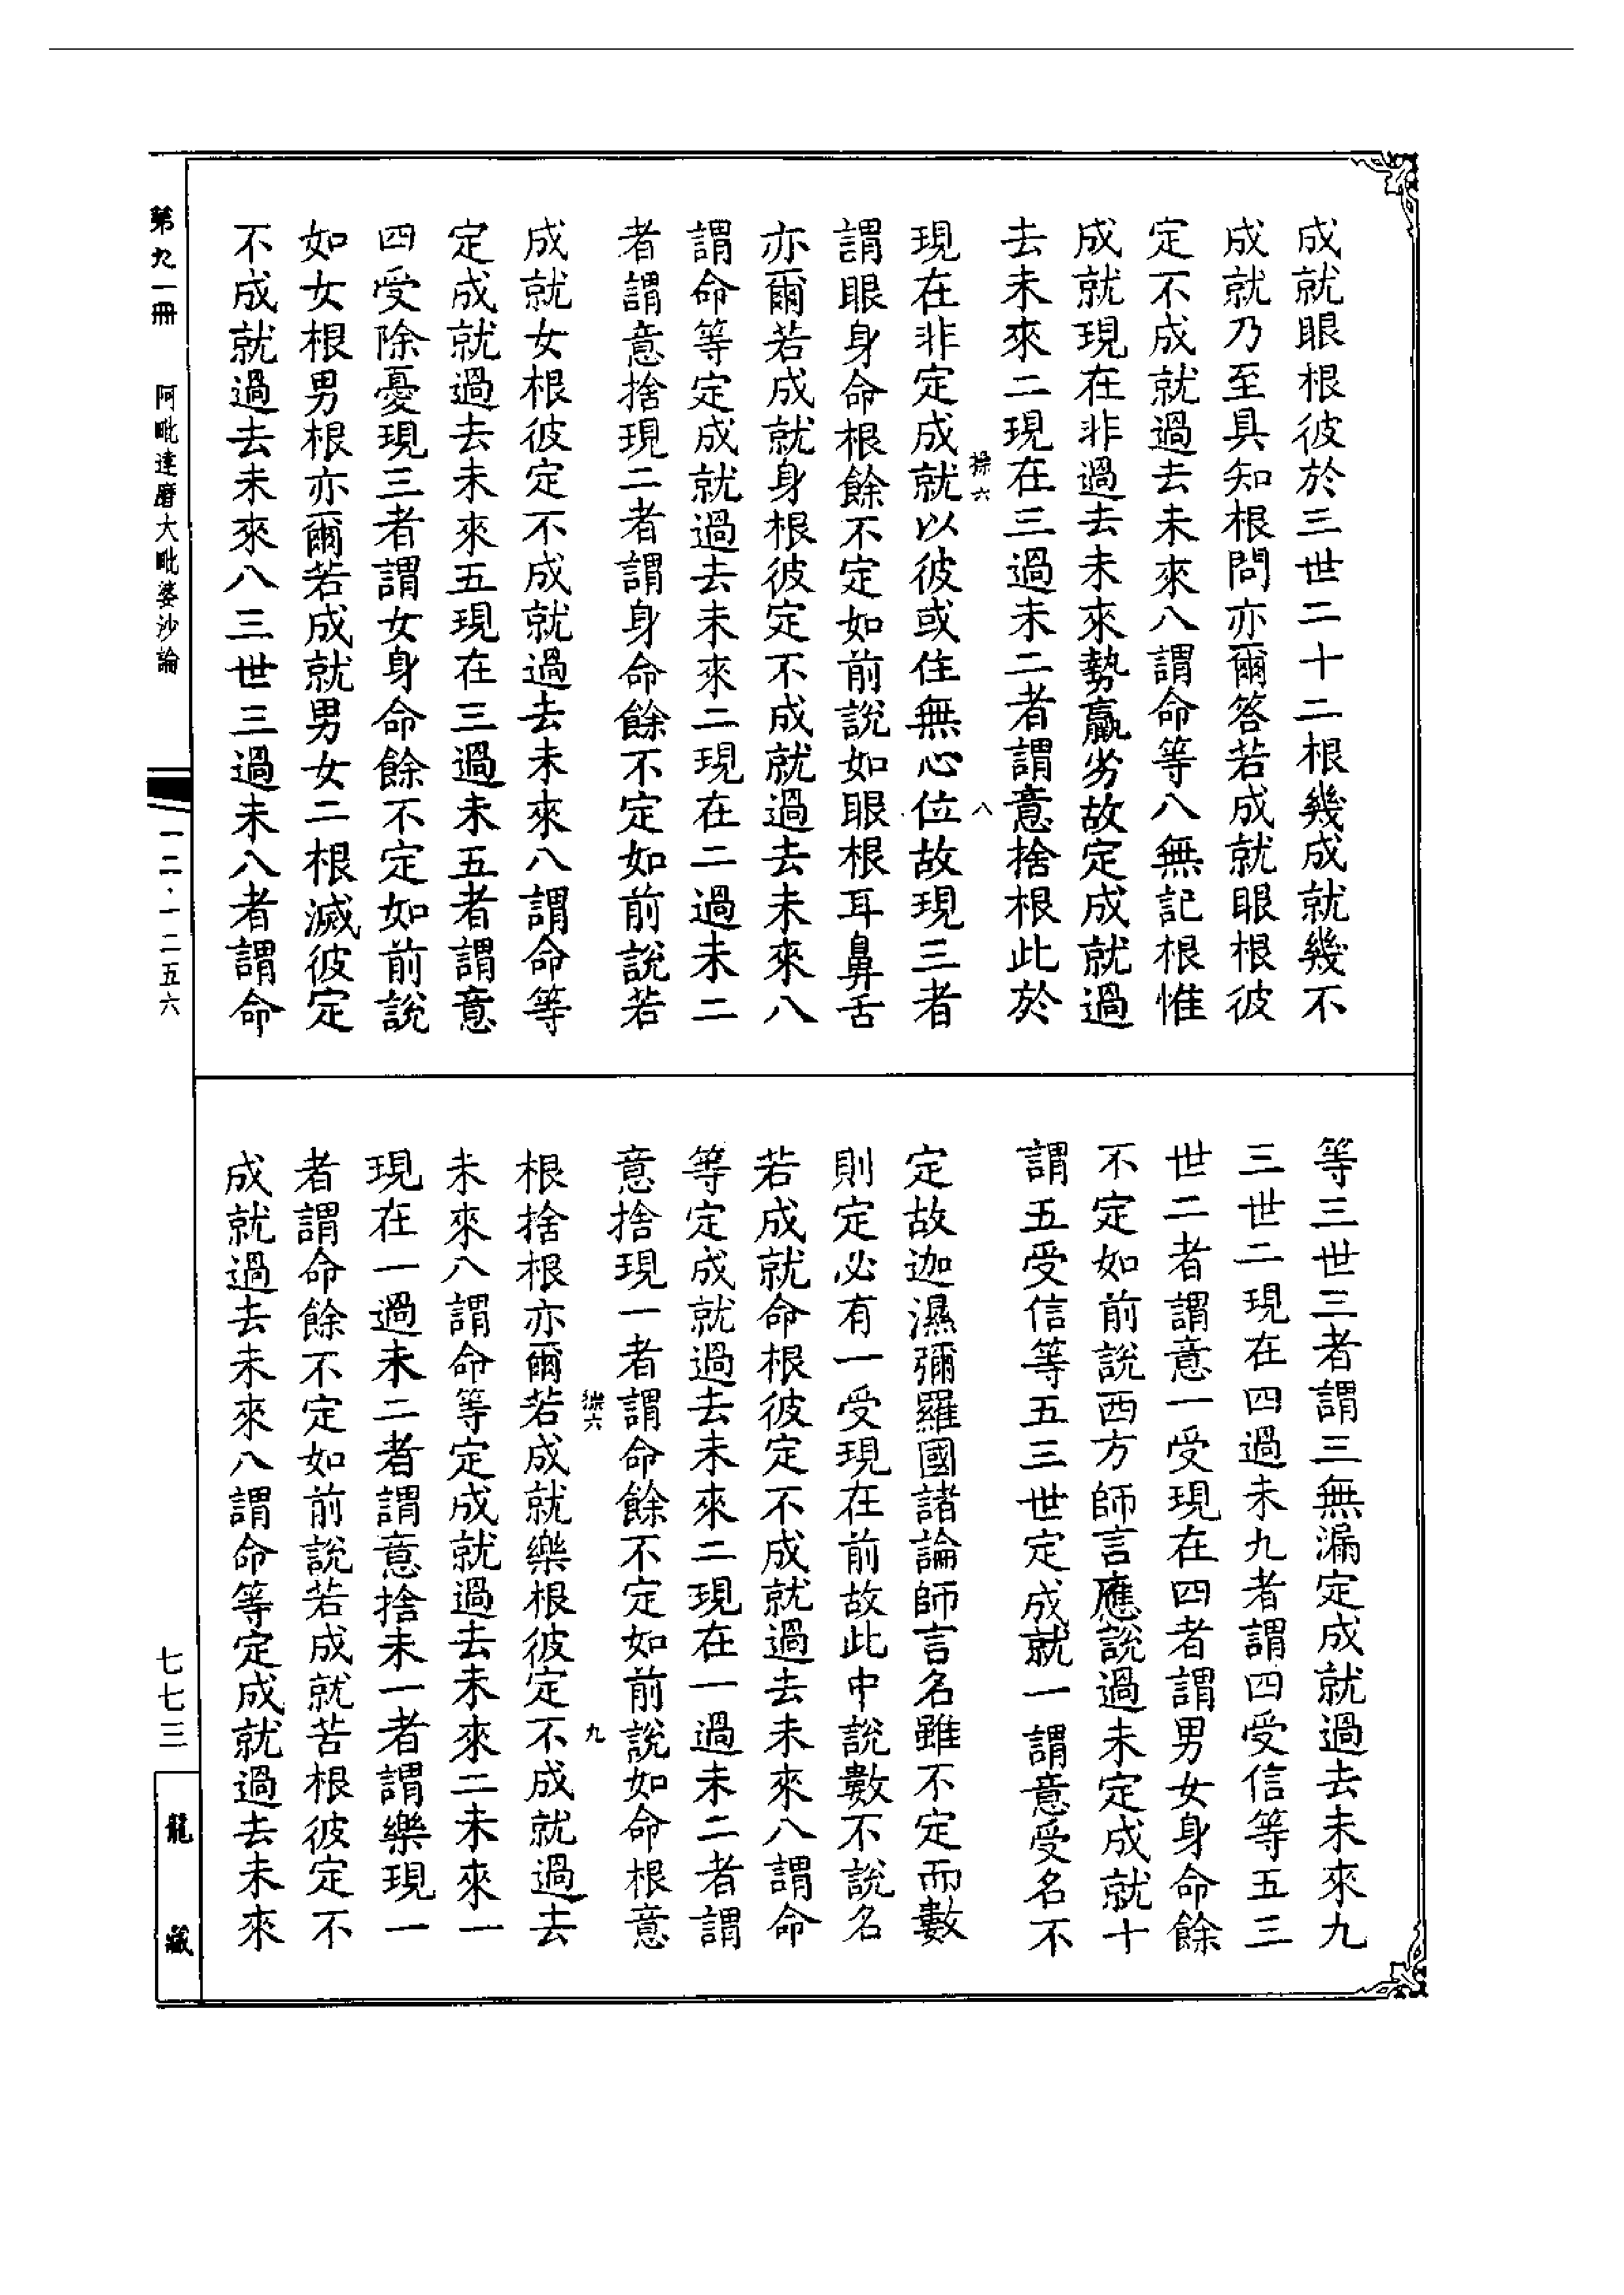 成就眼根彼於三世二十二根幾成就幾不
成就乃至具知根問亦爾答若成就眼根彼
定不成就過去未來八謂命等八無記根惟
成就現在非過去未來勢羸劣故定成就過
去未來二現在三過未二者謂意捨根此於
操六
八
現在非定成就以彼或住無心位故現三者
謂眼身命根餘不定如前說如眼根耳鼻舌
亦爾若成就身根彼定不成就過去未來八
謂命等定成就過去未來二現在二過未二
者謂意捨現二者謂身命餘不定如前說若
成就女根彼定不成就過去未來八謂命等
定成就過去未來五現在三過未五者謂意
四受除憂現三者謂女身命餘不定如前說
如女根男根亦爾若成就男女二根滅彼定
不成就過去未來八三世三過未八者謂命
等三世三者謂三無漏定成就過去未來九
三世二現在四過未九者謂四受信等五三
世二者謂意一受現在四者謂男女身命餘
不定如前說西方師言應說過未定成就十
謂五受信等五三世定成就一謂意受名不
定故迦濕彌羅國諸論師言名雖不定而數
則定必有一受現在前故此中說數不說名
若成就命根彼定不成就過去未來八謂命
等定成就過去未來二現在一過未二者謂
意捨現一者謂命餘不定如前說如命根意
操六
九
根捨根亦爾若成就樂根彼定不成就過去
未來八謂命等定成就過去未來二未來一
現在一過未二者謂意捨未一者謂樂現一
者謂命餘不定如前說若成就苦根彼定不
成就過去未來八謂命等定成就過去未來
第九一冊 阿毗達磨大毗婆沙論
一二·一二五六
七七三
龍藏